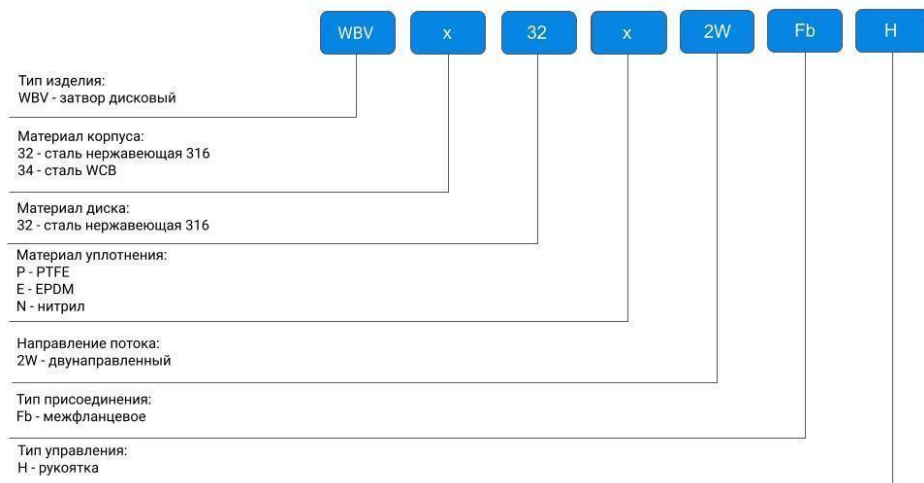 WBV x 32 x 2W Fb H
Тип изделия:
WBV - затвор дисковый
Материал корпуса:
32 - сталь нержавеющая 316
34 - сталь WCB
Материал диска:
32 - сталь нержавеющая 316
Материал уплотнения:
P - PTFE
E - EPDM
N - нитрил
Направление потока:
2W - двунаправленный
Тип присоединения:
Fb - межфланцевое
Тип управления:
H - рукоятка